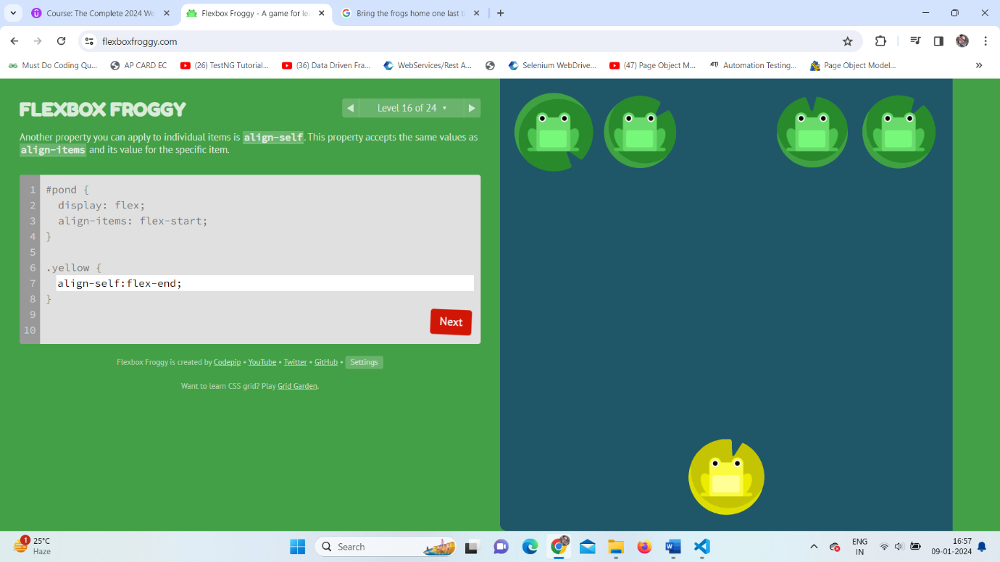 Course: The Complete 2024 We
Flexbox Froggy - A game for lea
Bring the frogs home one last t
flexboxfroggy.com
Must Do Coding Qu...
AP CARD EC
(26) TestNG Tutorial...
(36) Data Driven Fra...
WebServices/Rest A...
Selenium WebDrive...
(47) Page Object M...
Automation Testing...
Page Object Model...
FLEXBOX FROGGY
Level 16 of 24
Another property you can apply to individual items is align-self. This property accepts the same values as
align-items and its value for the specific item.
1 #pond {
2 display: flex;
3 align-items: flex-start;
4 }
5
6 .yellow {
7 align-self:flex-end;
8 }
9
10
Next
Flexbox Froggy is created by Codepip • YouTube • Twitter • GitHub • Settings
Want to learn CSS grid? Play Grid Garden.
1
25°C
Haze
Search
ENG
IN
16:57
09-01-2024